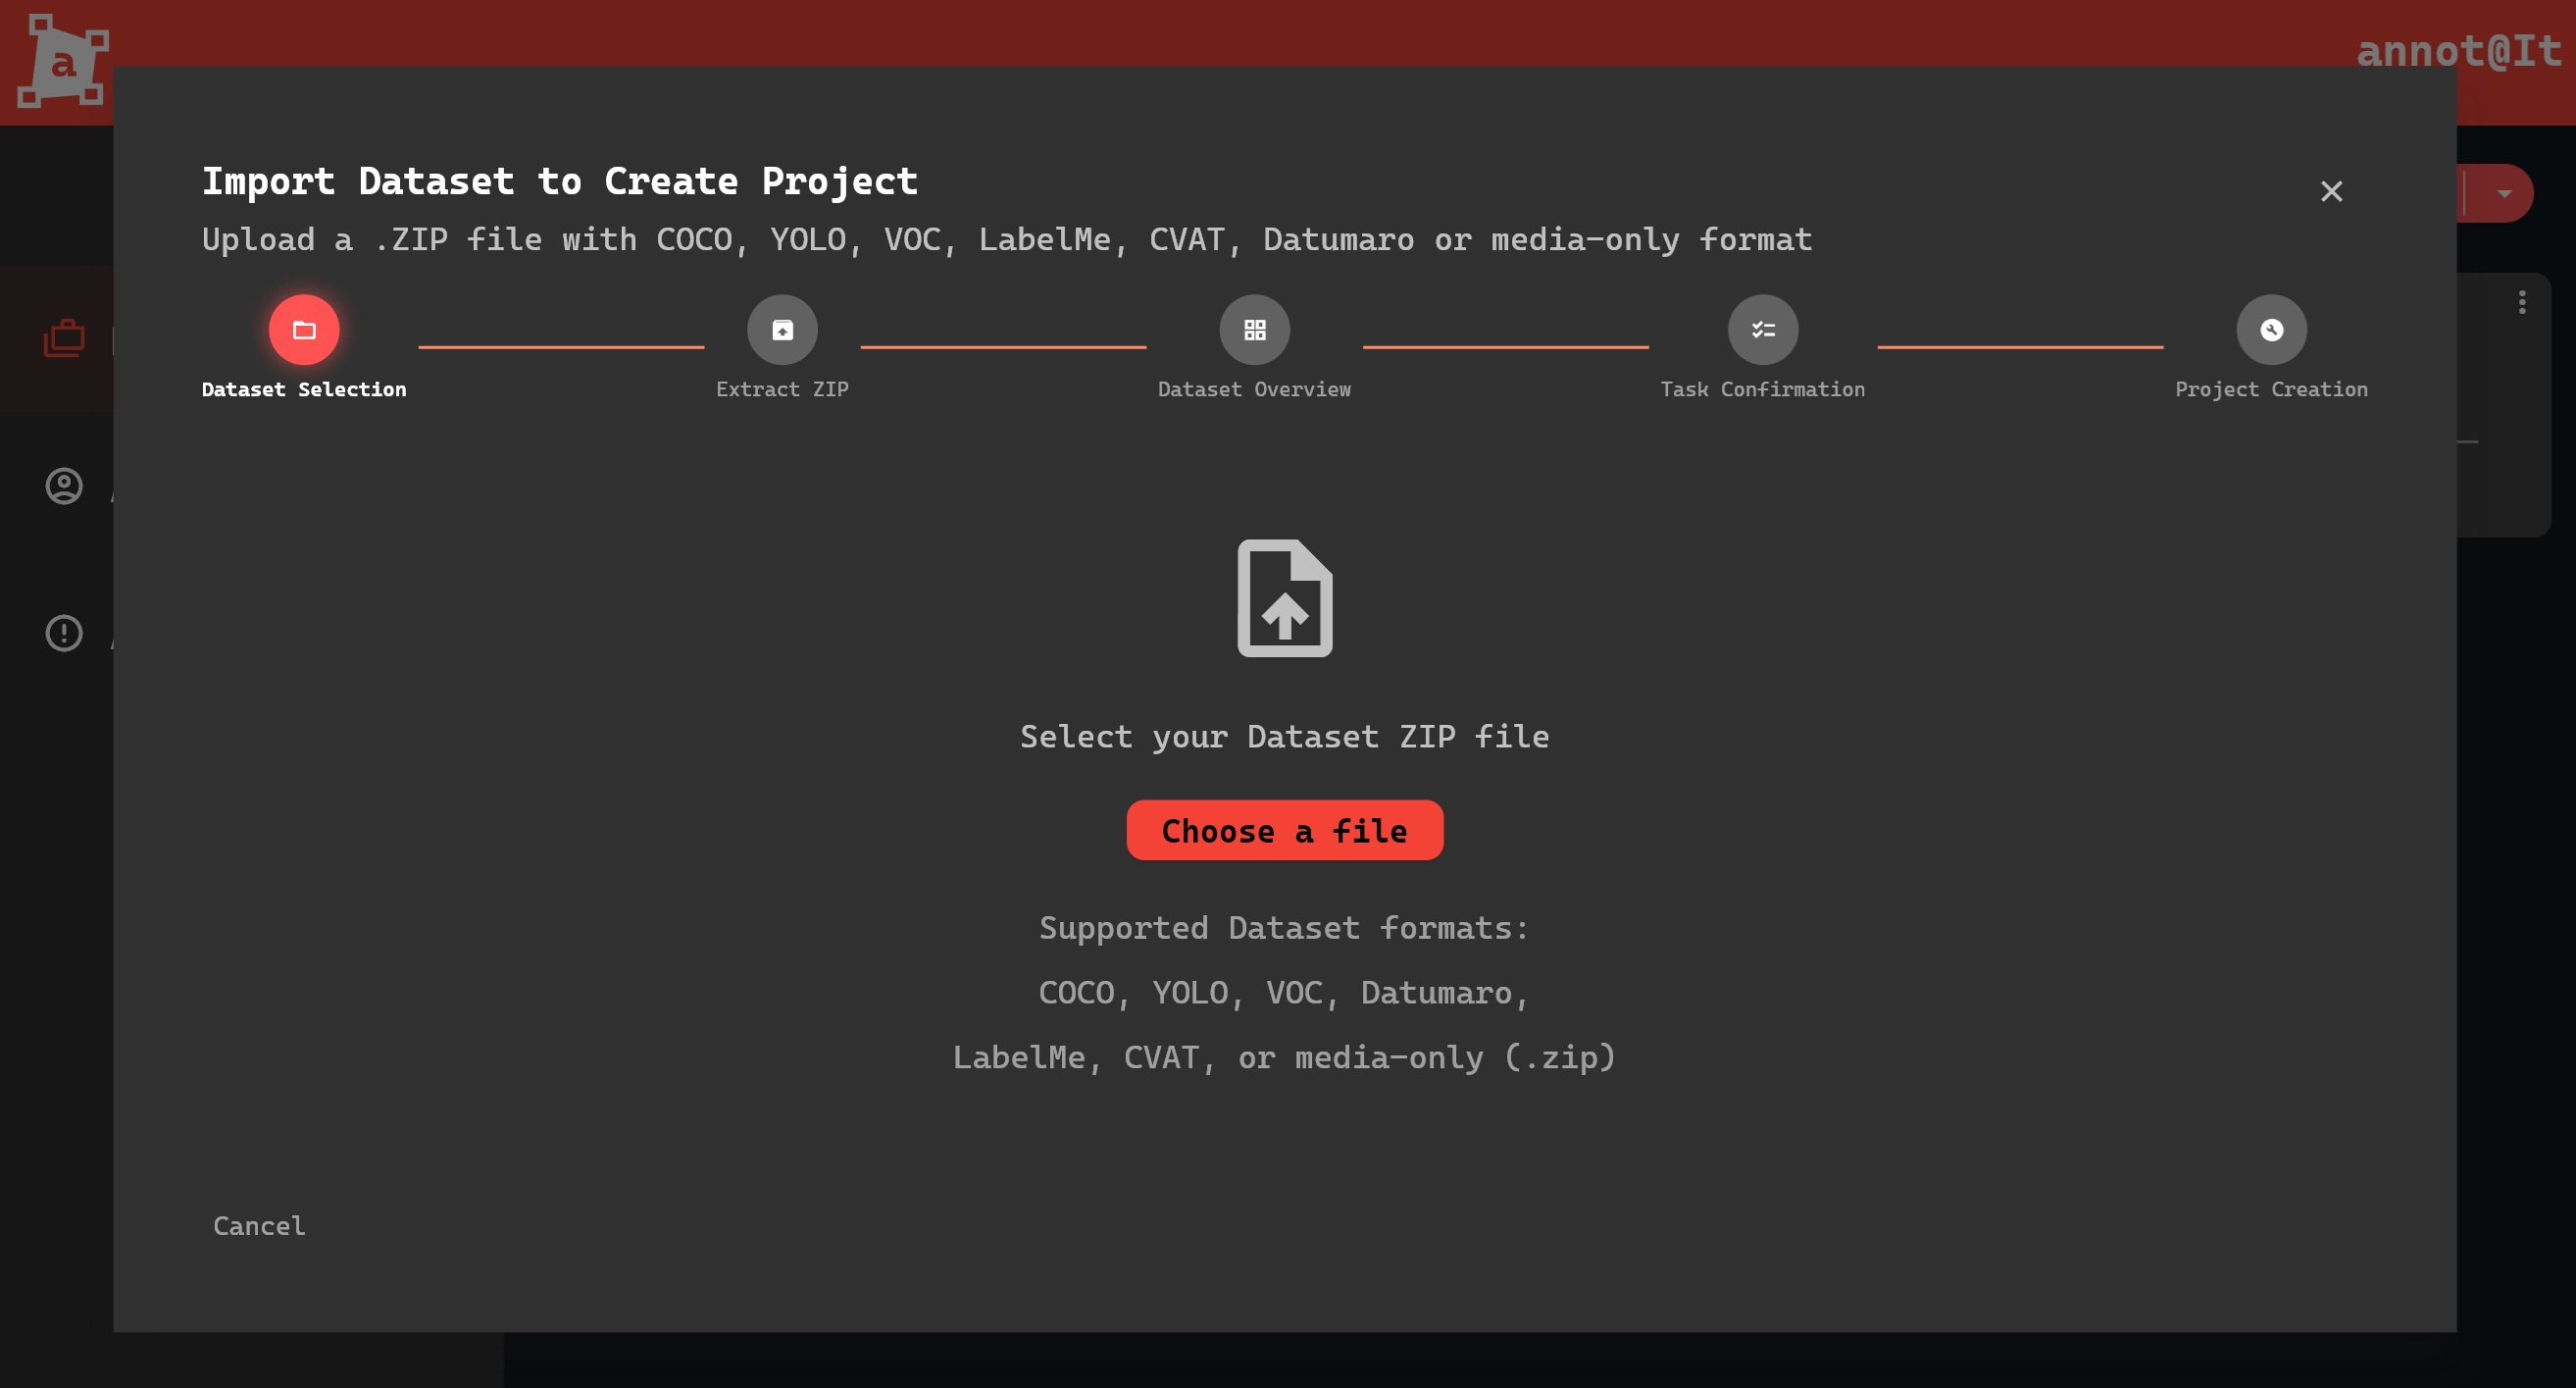 a
annot@It
Import Dataset to Create Project
Upload a .ZIP file with COCO, YOLO, VOC, LabelMe, CVAT, Datumaro or media-only format
Dataset Selection
Extract ZIP
Dataset Overview
Task Confirmation
Project Creation
Select your Dataset ZIP file
Choose a file
Supported Dataset formats:
COCO, YOLO, VOC, Datumaro,
LabelMe, CVAT, or media-only (.zip)
Cancel